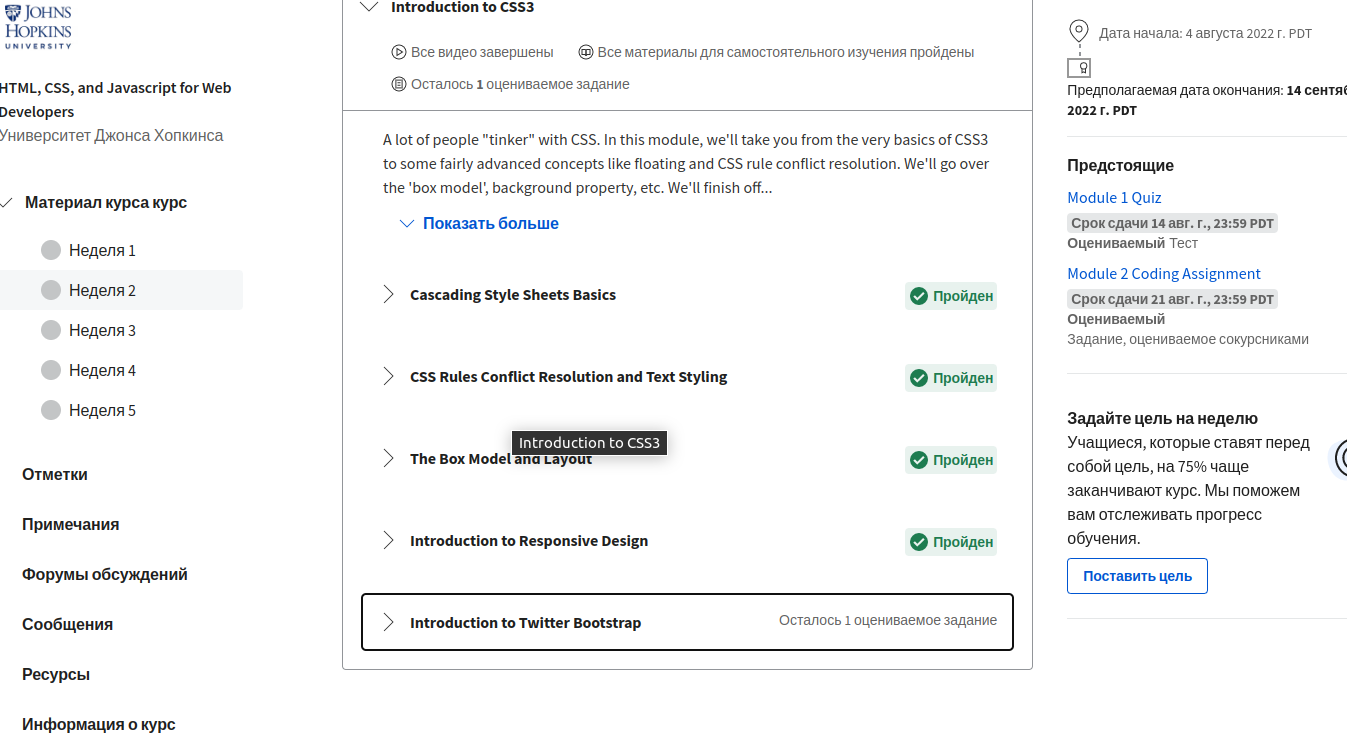 JOHNS
HOPKINS
UNIVERSITY
HTML, CSS, and Javascript for Web
Developers
Университет Джонса Хопкинса
Материал курса курс
Неделя 1
Неделя 2
Неделя 3
Неделя 4
Неделя 5
Отметки
Примечания
Форумы обсуждений
Сообщения
Ресурсы
Информация о курс
Introduction to CSS3
Все видео завершены
Все материалы для самостоятельного изучения пройдены
Осталось 1 оцениваемое задание
A lot of people "tinker" with CSS. In this module, we'll take you from the very basics of CSS3
to some fairly advanced concepts like floating and CSS rule conflict resolution. We'll go over
the 'box model', background property, etc. We'll finish off...
Показать больше
Cascading Style Sheets Basics
Пройден
CSS Rules Conflict Resolution and Text Styling
Пройден
Introduction to CSS3
The Box Model and Layout
Пройден
Introduction to Responsive Design
Пройден
Introduction to Twitter Bootstrap
Осталось 1 оцениваемое задание
Дата начала: 4 августа 2022 г. PDT
Предполагаемая дата окончания: 14 сентяб
2022 г. PDT
Предстоящие
Module 1 Quiz
Срок сдачи 14 авг. г., 23:59 PDT
Оцениваемый Тест
Module 2 Coding Assignment
Срок сдачи 21 авг. г., 23:59 PDT
Оцениваемый
Задание, оцениваемое сокурсниками
Задайте цель на неделю
Учащиеся, которые ставят перед
собой цель, на 75% чаще
заканчивают курс. Мы поможем
вам отслеживать прогресс
обучения.
Поставить цель